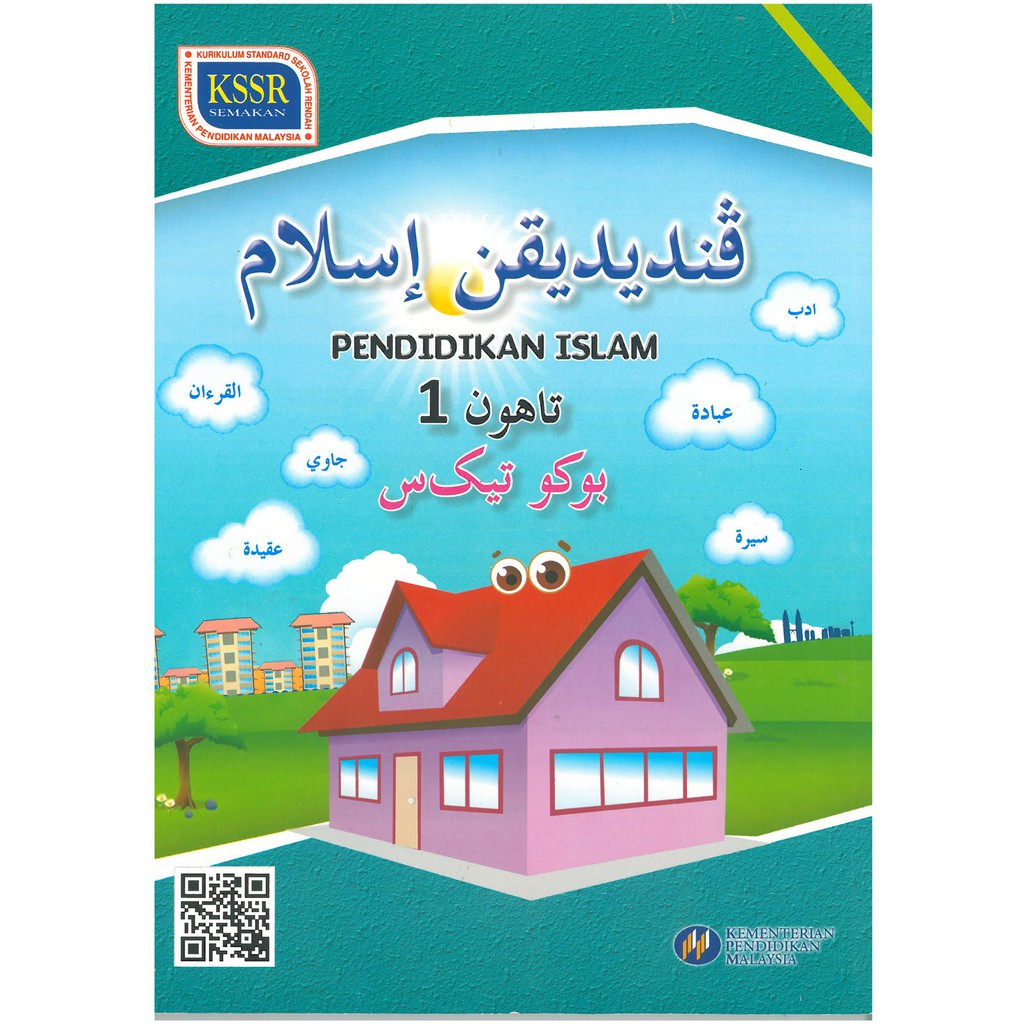 KURIKULUM STANDARD SEKOLAH RENDAH
KEMENTERIAN PENDIDIKAN MALAYSIA
KSSR
SEMAKAN
ڤنديديقن إسلام
PENDIDIKAN ISLAM
تاهون 1
بوكو تيک‌س
ادب
القرءان
عبادة
جاوي
سيرة
عقيدة
KEMENTERIAN
PENDIDIKAN
MALAYSIA